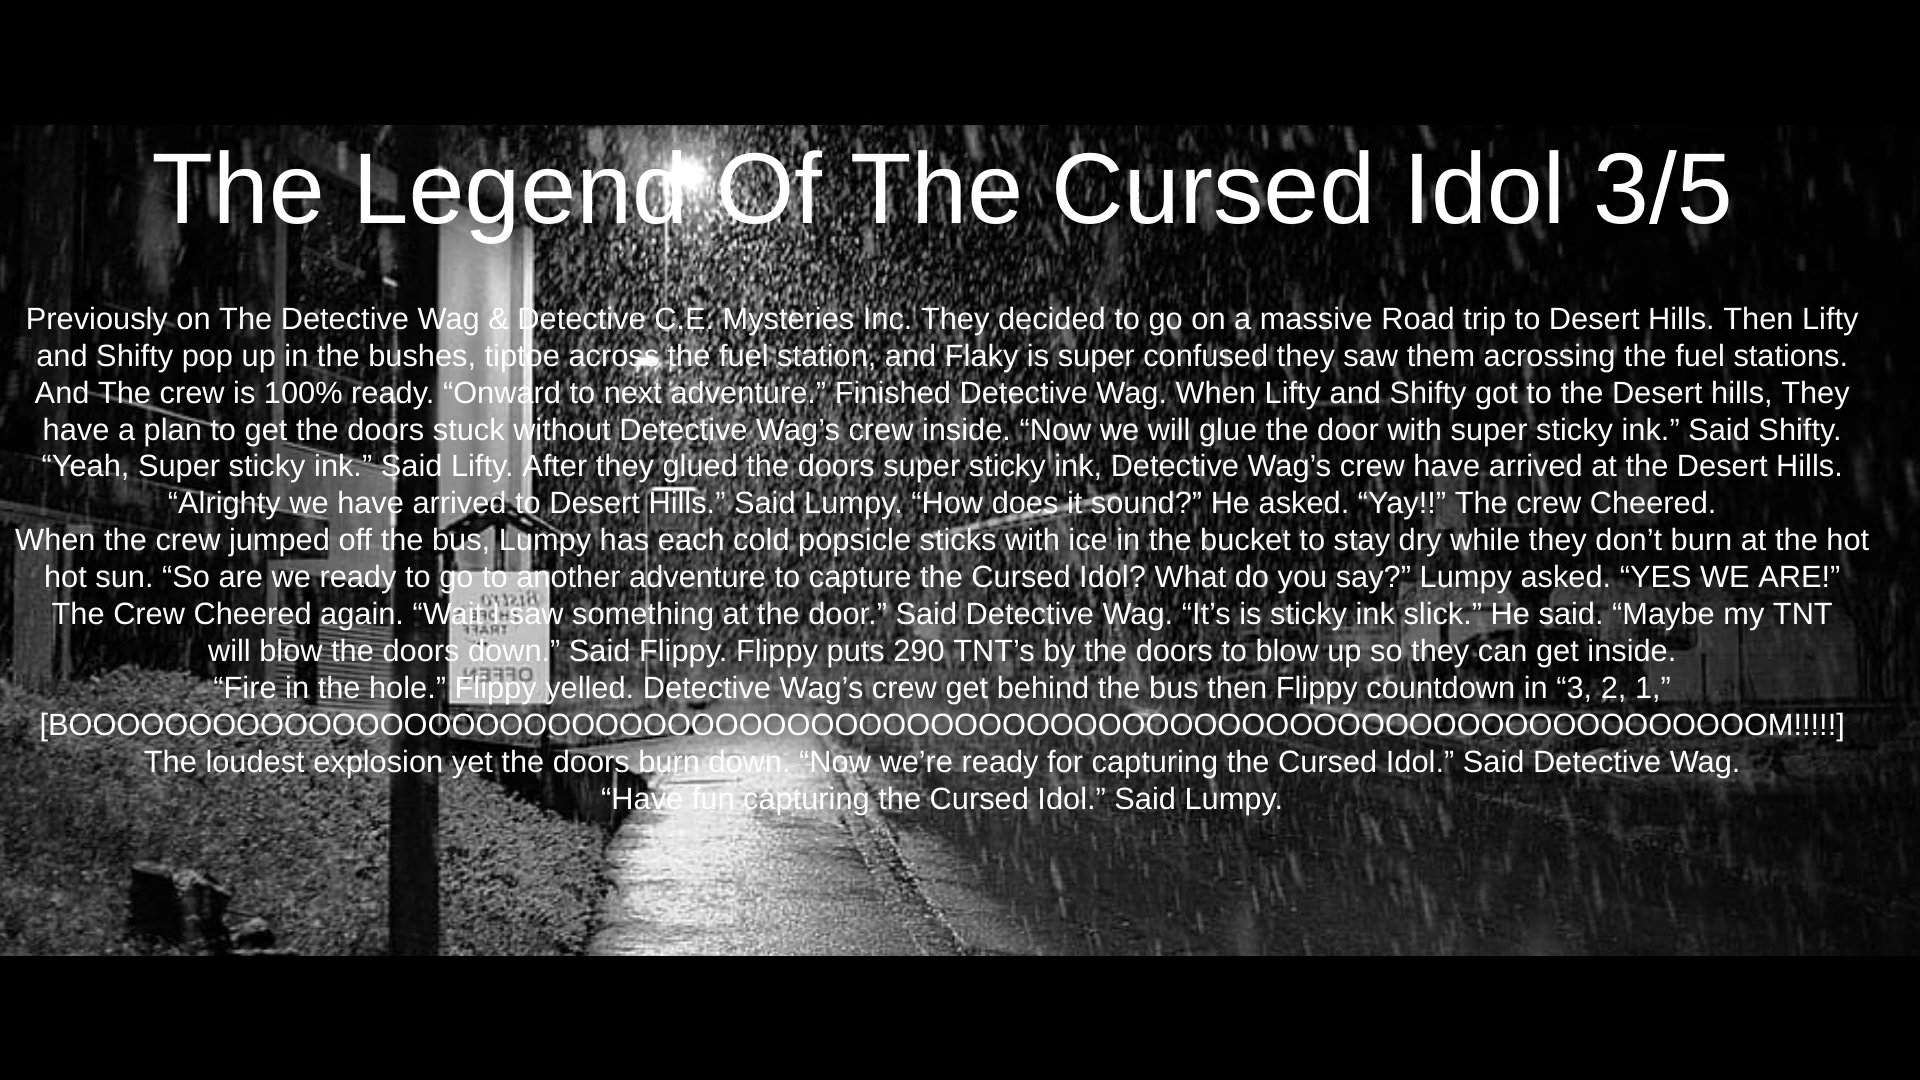 The Legend Of The Cursed Idol 3/5
Previously on The Detective Wag & Detective C.E. Mysteries Inc. They decided to go on a massive Road trip to Desert Hills. Then Lifty
and Shifty pop up in the bushes, tiptoe across the fuel station, and Flaky is super confused they saw them acrossing the fuel stations.
And The crew is 100% ready. “Onward to next adventure.” Finished Detective Wag. When Lifty and Shifty got to the Desert hills, They
have a plan to get the doors stuck without Detective Wag’s crew inside. “Now we will glue the door with super sticky ink.” Said Shifty.
“Yeah, Super sticky ink.” Said Lifty. After they glued the doors super sticky ink, Detective Wag’s crew have arrived at the Desert Hills.
“Alrighty we have arrived to Desert Hills.” Said Lumpy. “How does it sound?” He asked. “Yay!!” The crew Cheered.
When the crew jumped off the bus, Lumpy has each cold popsicle sticks with ice in the bucket to stay dry while they don’t burn at the hot
hot sun. “So are we ready to go to another adventure to capture the Cursed Idol? What do you say?” Lumpy asked. “YES WE ARE!”
The Crew Cheered again. “Wait I saw something at the door.” Said Detective Wag. “It’s is sticky ink slick.” He said. “Maybe my TNT
will blow the doors down.” Said Flippy. Flippy puts 290 TNT’s by the doors to blow up so they can get inside.
“Fire in the hole.” Flippy yelled. Detective Wag’s crew get behind the bus then Flippy countdown in “3, 2, 1,”
[BOOOOOOOOOOOOOOOOOOOOOOOOOOOOOOOOOOOOOOOOOOOOOOOOOOOOOOOOOOOOOOOOOOOOOOM!!!!!]
The loudest explosion yet the doors burn down. “Now we’re ready for capturing the Cursed Idol.” Said Detective Wag.
“Have fun capturing the Cursed Idol.” Said Lumpy.